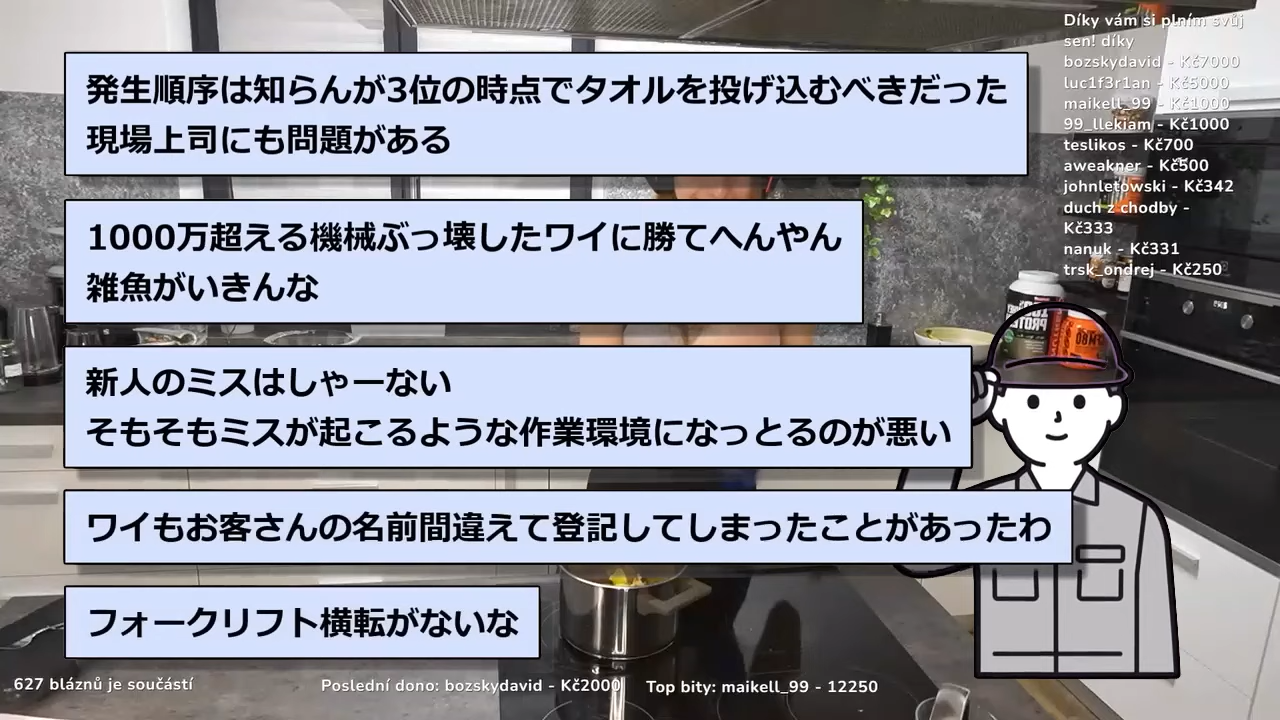 発生順序は知らんが3位の時点でタオルを投げ込むべきだった
現場上司にも問題がある
1000万超える機械ぶっ壊したワイに勝てへんやん
雑魚がいきんな
新人のミスはしゃーない
そもそもミスが起こるような作業環境になっとるのが悪い
ワイもお客さんの名前間違えて登記してしまったことがあったわ
フォークリフト横転がないな
Díky vám si plním svůj
sen! díky
bozskydavid - Kč7000
luc1f3r1an - Kč5000
maikell_99 - Kč1000
99_llekiam - Kč1000
teslikos - Kč700
aweakner - Kč500
johnletowski - Kč342
duch z chodby -
Kč333
nanuk - Kč331
trsk_ondrej - Kč250
627 bláznů je součástí
Poslední dono: bozskydavid - Kč2000
Top bity: maikell_99 - 12250